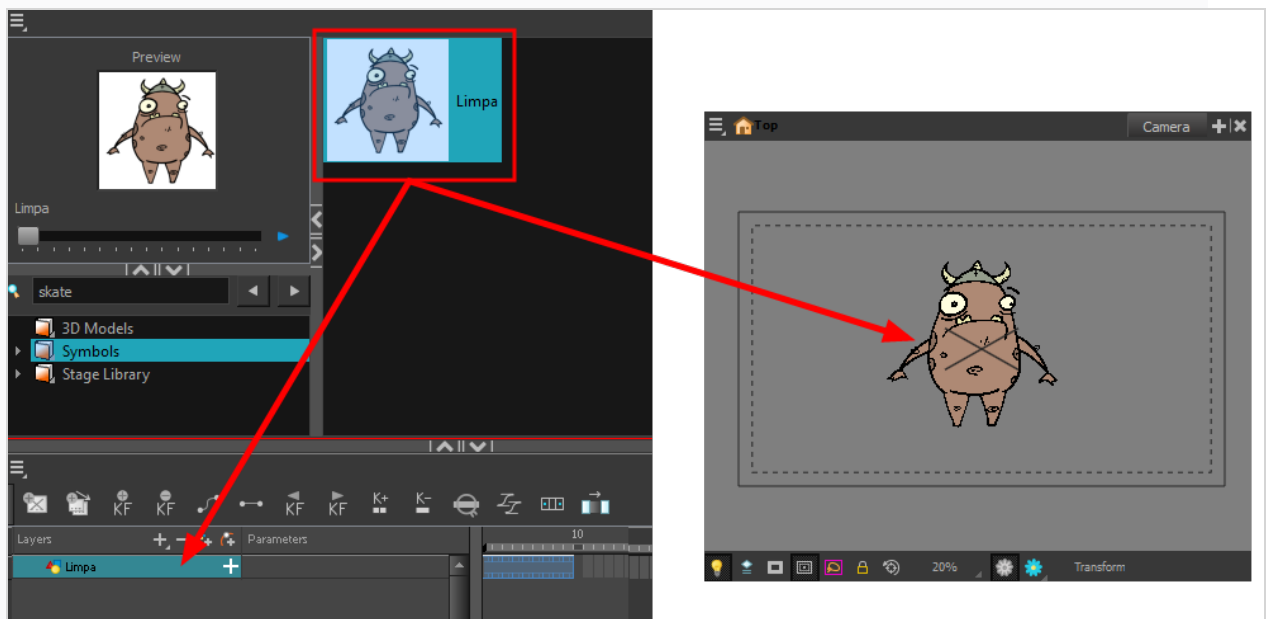 Preview
Limpa
Limpa
skate
3D Models
Symbols
Stage Library
KF KF KF KF K+ K-
Layers Parameters 10
Limpa
Top Camera
20% Transform